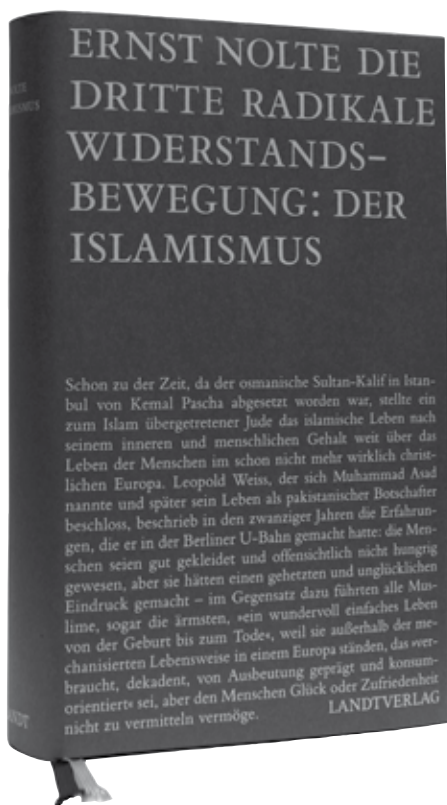 ERNST NOLTE DIE
DRITTE RADIKALE
WIDERSTANDS–
BEWEGUNG: DER
ISLAMISMUS
Schon zu der Zeit, da der osmanische Sultan-Kalif in Istan-
bul von Kemal Pascha abgesetzt worden war, stellte ein
zum Islam übergetretener Jude das islamische Leben nach
seinem inneren und menschlichen Gehalt weit über das
Leben der Menschen im schon nicht mehr wirklich christ-
lichen Europa. Leopold Weiss, der sich Muhammad Asad
nannte und später sein Leben als pakistanischer Botschafter
beschloss, beschrieb in den zwanziger Jahren die Erfahrun-
gen, die er in der Berliner U-Bahn gemacht hatte: die Men-
schen seien gut gekleidet und offensichtlich nicht hungrig
gewesen, aber sie hätten einen gehetzten und unglücklichen
Eindruck gemacht – im Gegensatz dazu führten alle Mus-
lime, sogar die ärmsten, »ein wundervoll einfaches Leben
von der Geburt bis zum Tode«, weil sie außerhalb der me-
chanisierten Lebensweise in einem Europa ständen, das »ver-
braucht, dekadent, von Ausbeutung geprägt und konsum-
orientiert« sei, aber den Menschen Glück oder Zufriedenheit
nicht zu vermitteln vermöge.
LANDTVERLAG